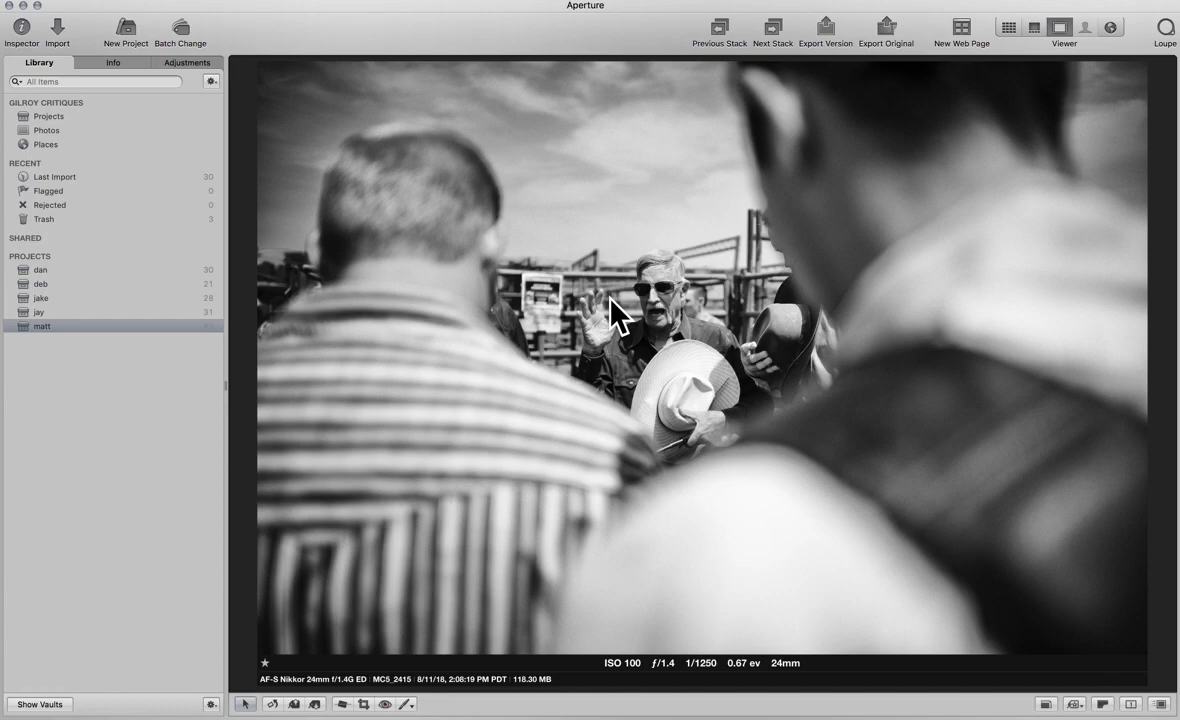 Aperture
Inspector Import New Project Batch Change Previous Stack Next Stack Export Version Export Original New Web Page Viewer Loupe
Library Info Adjustments
All Items
GILROY CRITIQUES
Projects
Photos
Places
RECENT
Last Import 30
Flagged 0
Rejected 0
Trash 3
SHARED
PROJECTS
dan 30
deb 21
jake 28
jay 31
matt
ISO 100 ƒ/1.4 1/1250 0.67 ev 24mm
AF-S Nikkor 24mm f/1.4G ED | MC5_2415 | 8/11/18, 2:08:19 PM PDT | 118.30 MB
Show Vaults